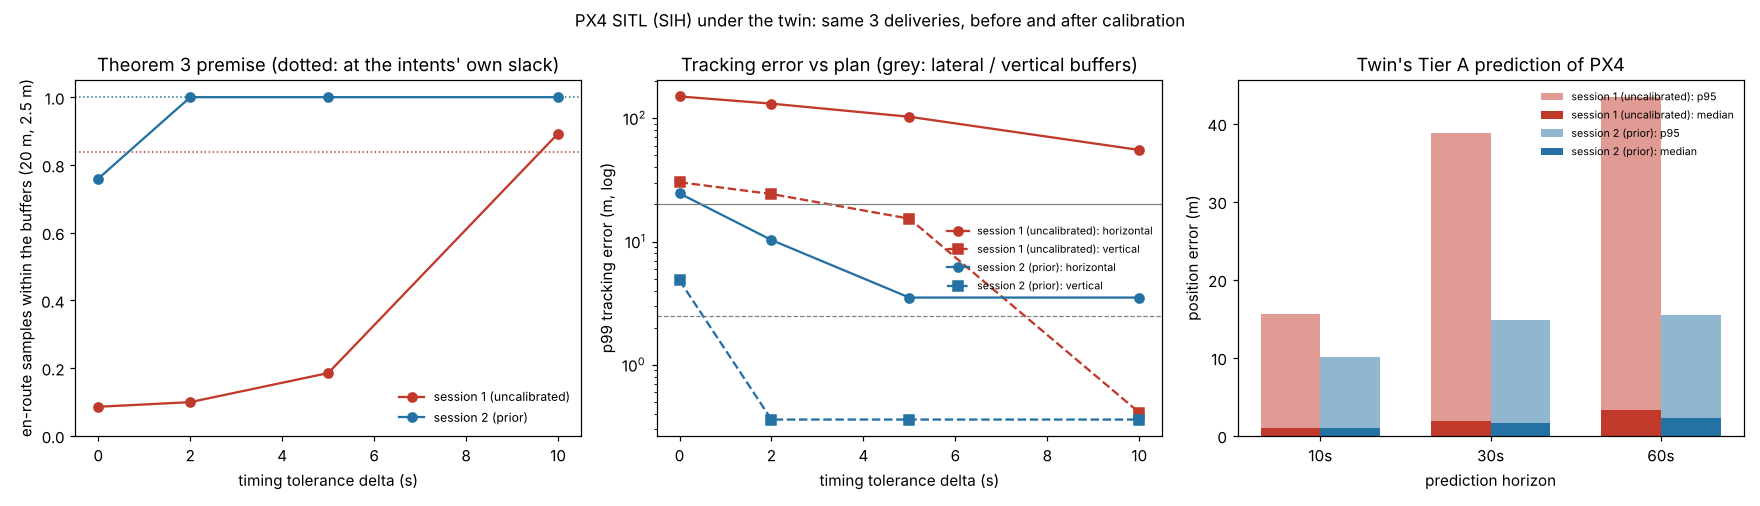 PX4 SITL (SIH) under the twin: same 3 deliveries, before and after calibration
Theorem 3 premise (dotted: at the intents' own slack)
en-route samples within the buffers (20 m, 2.5 m)
1.0
0.8
0.6
0.4
0.2
0.0
session 1 (uncalibrated)
session 2 (prior)
0 2 4 6 8 10
timing tolerance delta (s)
Tracking error vs plan (grey: lateral / vertical buffers)
p99 tracking error (m, log)
10²
10¹
10⁰
session 1 (uncalibrated): horizontal
session 1 (uncalibrated): vertical
session 2 (prior): horizontal
session 2 (prior): vertical
0 2 4 6 8 10
timing tolerance delta (s)
Twin's Tier A prediction of PX4
position error (m)
40
30
20
10
0
session 1 (uncalibrated): p95
session 1 (uncalibrated): median
session 2 (prior): p95
session 2 (prior): median
10s 30s 60s
prediction horizon